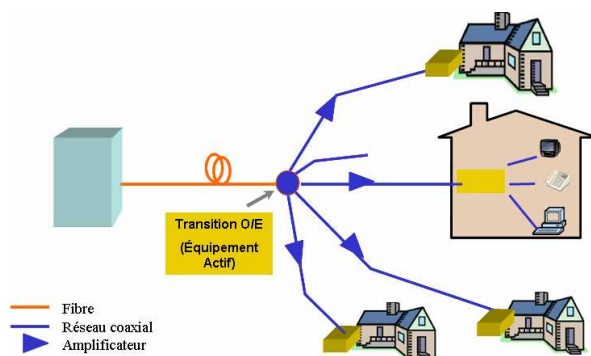 Transition O/E
(Équipement
Actif)
Fibre
Réseau coaxial
Amplificateur